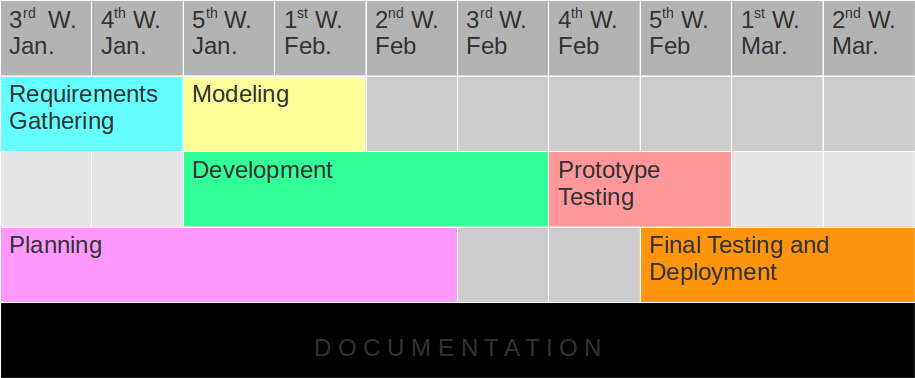 3rd W. 4th W. 5th W. 1st W. 2nd W. 3rd W. 4th W. 5th W. 1st W. 2nd W.
Jan. Jan. Jan. Feb. Feb Feb Feb Feb Mar. Mar.
Requirements Modeling
Gathering
Development Prototype
Testing
Planning Final Testing and
Deployment
DOCUMENTATION